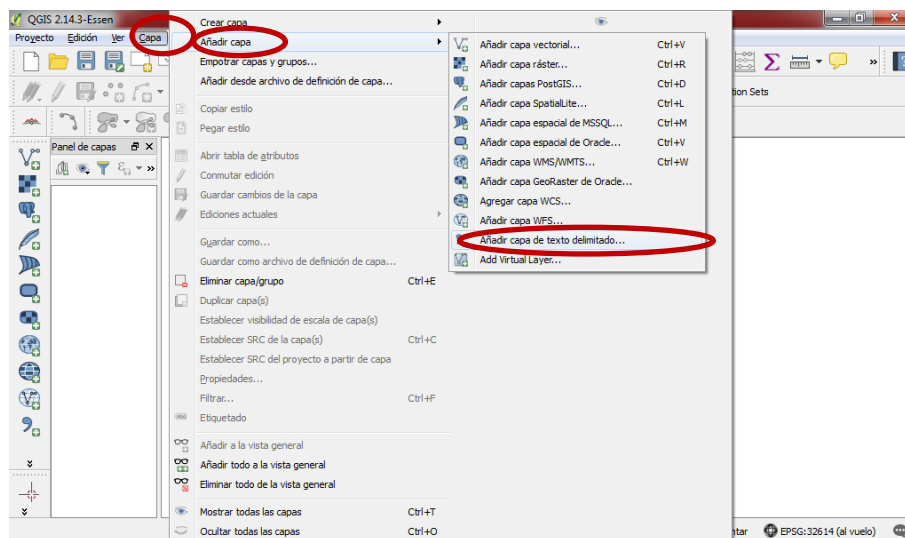 QGIS 2.14.3-Essen
Proyecto Edición Ver Capa
Crear capa
Añadir capa
Empotrar capas y grupos...
Añadir desde archivo de definición de capa...
Copiar estilo
Pegar estilo
Abrir tabla de atributos
Conmutar edición
Guardar cambios de la capa
Ediciones actuales
Guardar como...
Guardar como archivo de definición de capa...
Eliminar capa/grupo Ctrl+E
Duplicar capa(s)
Establecer visibilidad de escala de capa(s)
Establecer SRC de la capa(s) Ctrl+C
Establecer SRC del proyecto a partir de capa
Propiedades...
Filtrar... Ctrl+F
Etiquetado
Añadir a la vista general
Añadir todo a la vista general
Eliminar todo de la vista general
Mostrar todas las capas Ctrl+T
Ocultar todas las capas Ctrl+O
Añadir capa vectorial... Ctrl+V
Añadir capa ráster... Ctrl+R
Añadir capas PostGIS... Ctrl+D
Añadir capa SpatiaLite... Ctrl+L
Añadir capa espacial de MSSQL... Ctrl+M
Añadir capa espacial de Oracle... Ctrl+V
Añadir capa WMS/WMTS... Ctrl+W
Añadir capa GeoRaster de Oracle...
Agregar capa WCS...
Añadir capa WFS...
Añadir capa de texto delimitado...
Add Virtual Layer...
Panel de capas
tion Sets
abc
ntar EPSG:32614 (al vuelo)